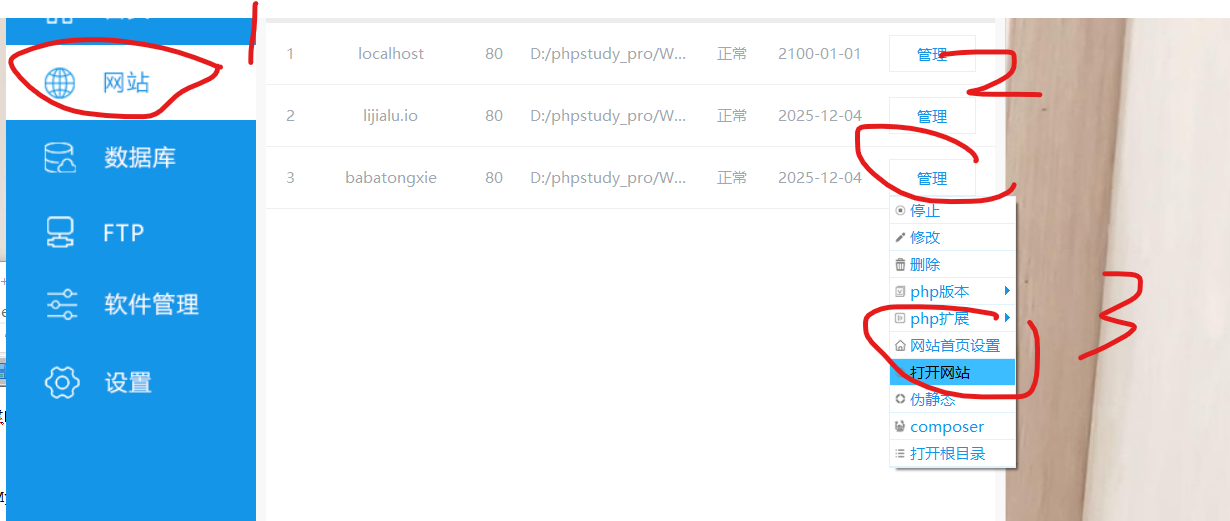 网站
数据库
FTP
软件管理
设置
1 localhost 80 D:/phpstudy_pro/W... 正常 2100-01-01 管理
2 lijialu.io 80 D:/phpstudy_pro/W... 正常 2025-12-04 管理
3 babatongxie 80 D:/phpstudy_pro/W... 正常 2025-12-04 管理
停止
修改
删除
php版本
php扩展
网站首页设置
打开网站
伪静态
composer
打开根目录
2
3